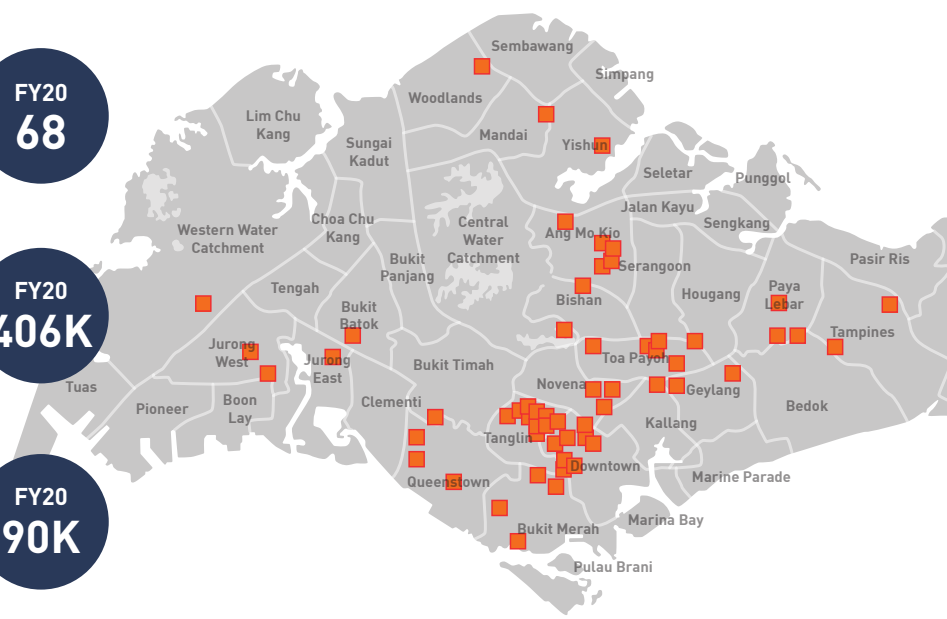 FY20
68
FY20
406K
FY20
90K
Sembawang
Simpang
Woodlands
Lim Chu
Kang
Mandai
Yishun
Sungai
Kadut
Seletar
Punggol
Jalan Kayu
Sengkang
Choa Chu
Kang
Western Water
Catchment
Central
Water
Catchment
Ang Mo Kio
Serangoon
Pasir Ris
Bukit
Panjang
Tengah
Bishan
Hougang
Paya
Lebar
Bukit
Batok
Tampines
Jurong
West
Jurong
East
Toa Payoh
Bukit Timah
Tuas
Novena
Geylang
Pioneer
Boon
Lay
Clementi
Bedok
Kallang
Tanglin
Downtown
Queenstown
Marine Parade
Marina Bay
Bukit Merah
Pulau Brani